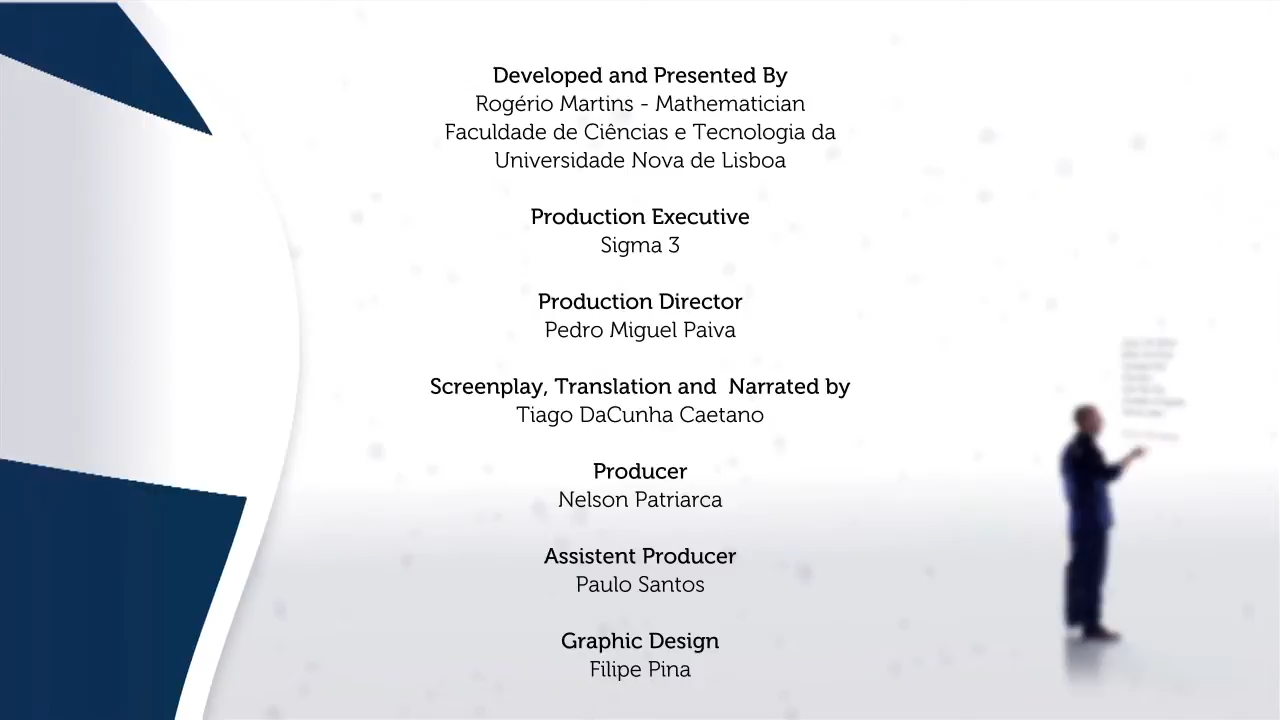 Developed and Presented By
Rogério Martins - Mathematician
Faculdade de Ciências e Tecnologia da
Universidade Nova de Lisboa
Production Executive
Sigma 3
Production Director
Pedro Miguel Paiva
Screenplay, Translation and  Narrated by
Tiago DaCunha Caetano
Producer
Nelson Patriarca
Assistent Producer
Paulo Santos
Graphic Design
Filipe Pina